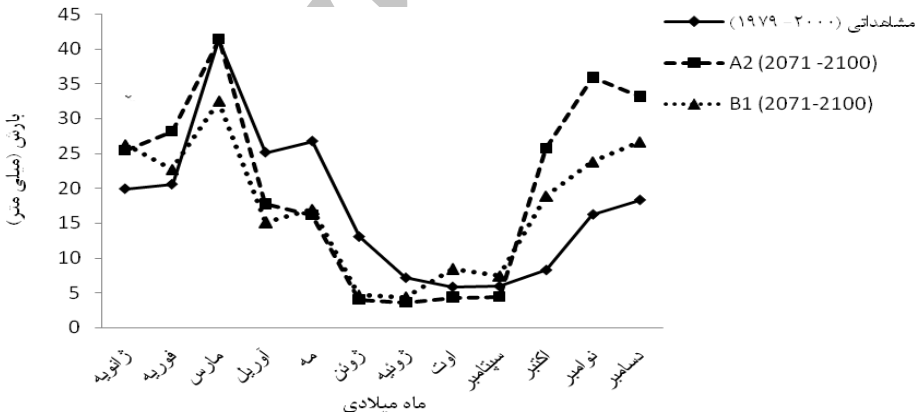 45
40
35
30
25
20
15
10
5
0
بارش (میلی متر)
ژانویه
فوریه
مارس
آوریل
مه
ژوئن
ژوئیه
اوت
سپتامبر
اکتبر
نوامبر
دسامبر
ماه میلادی
مشاهداتی (۲۰۰۰- ۱۹۷۹)
A2 (2071 -2100)
B1 (2071-2100)